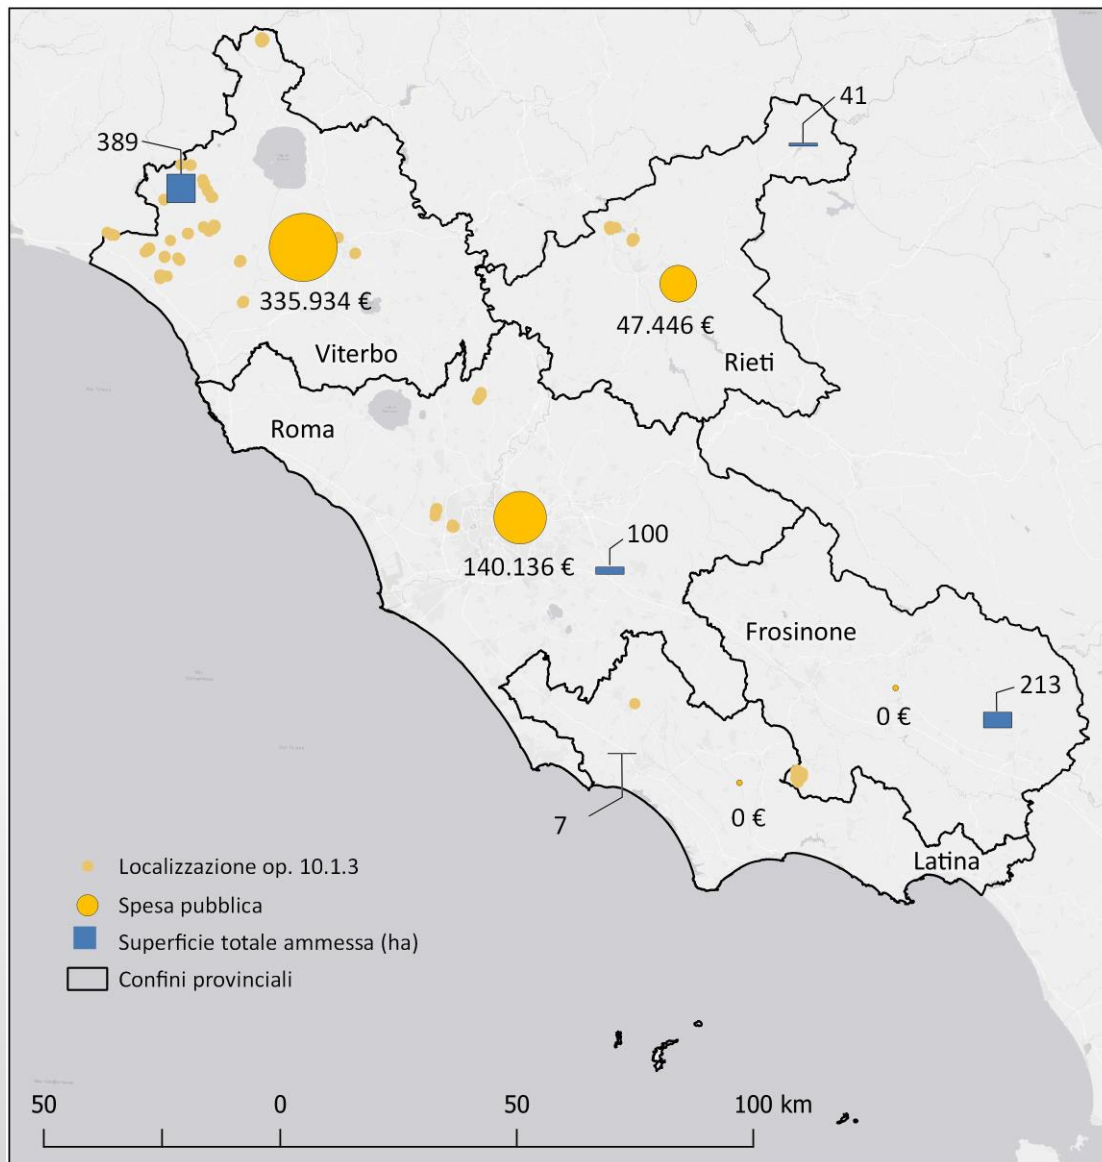 41
389
335.934 €
47.446 €
Viterbo
Rieti
Roma
100
140.136 €
Frosinone
213
0 €
7
0 €
Latina
Localizzazione op. 10.1.3
Spesa pubblica
Superficie totale ammessa (ha)
Confini provinciali
50 0 50 100 km